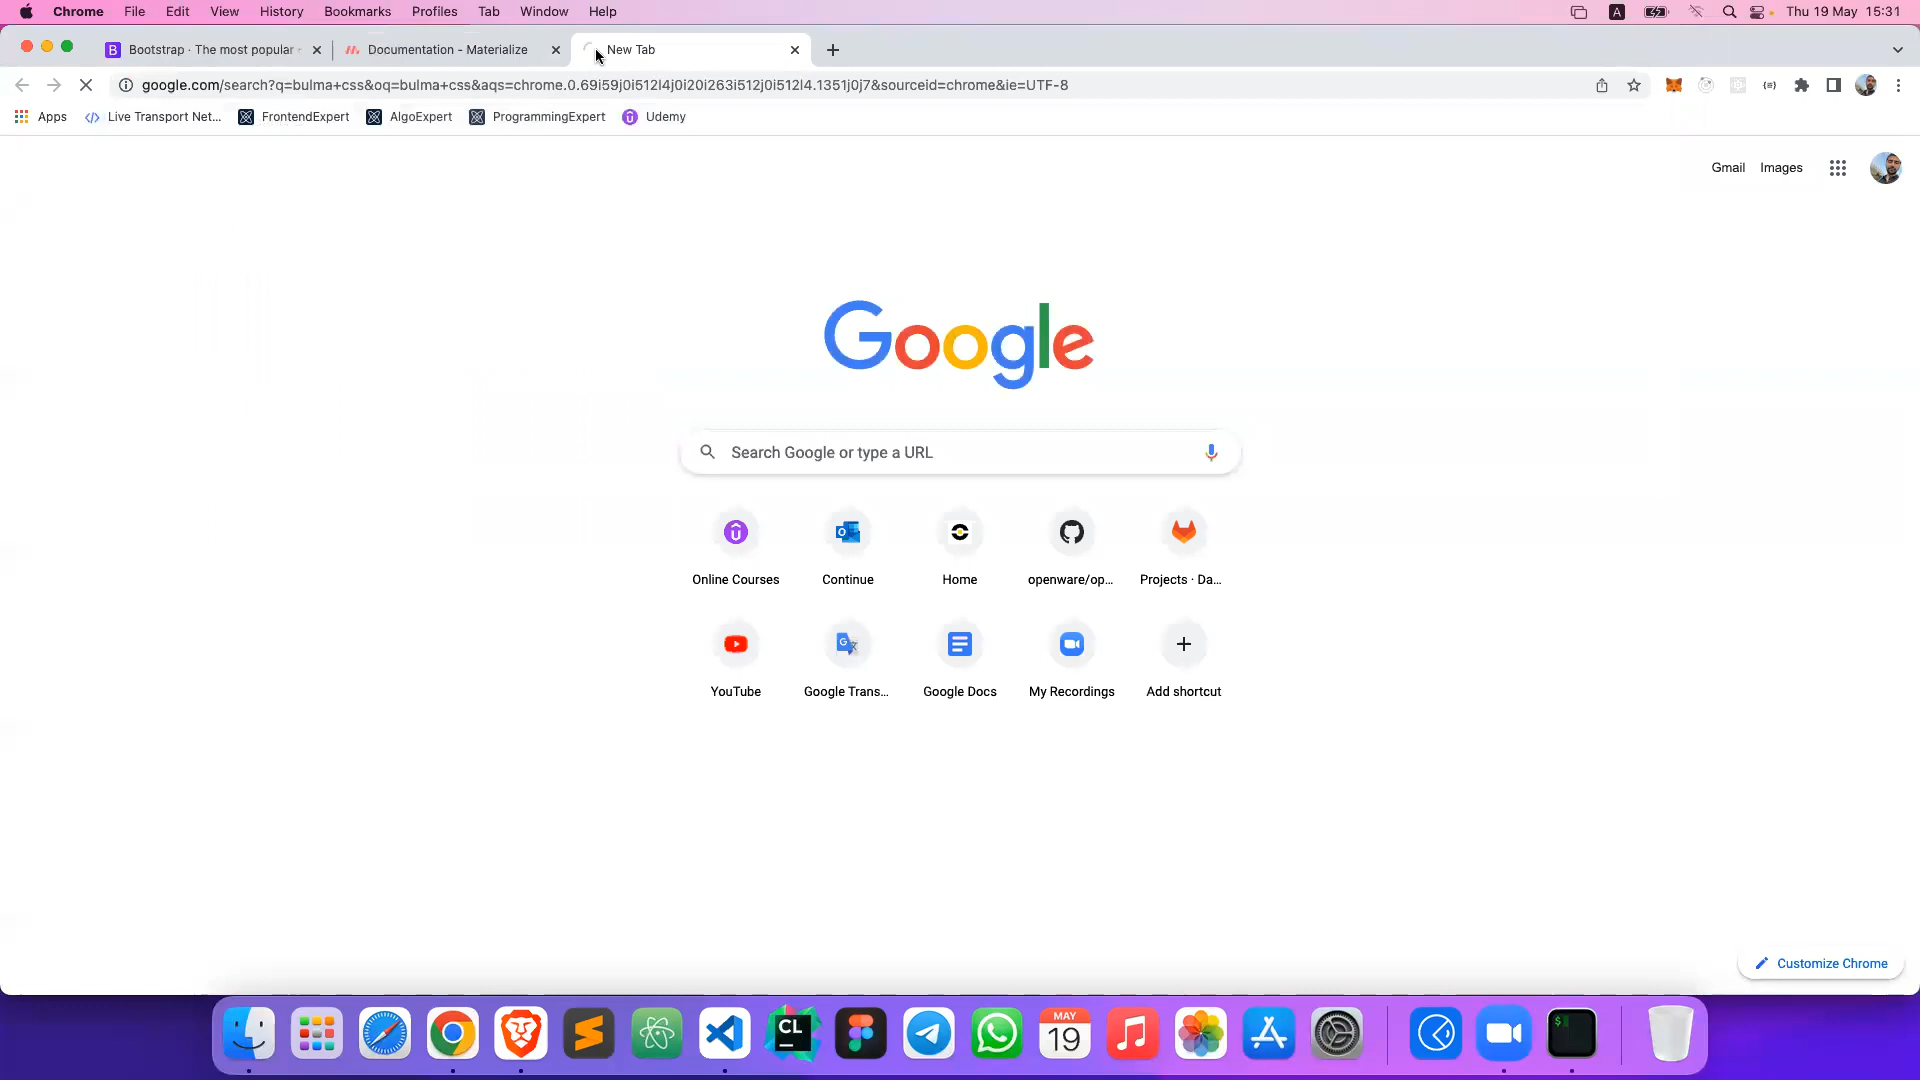 Chrome File Edit View History Bookmarks Profiles Tab Window Help A Thu 19 May 15:31
B Bootstrap · The most popular Documentation - Materialize New Tab
google.com/search?q=bulma+css&oq=bulma+css&aqs=chrome.0.69i59j0i512l4j0i20i263i512j0i512l4.1351j0j7&sourceid=chrome&ie=UTF-8
Apps Live Transport Net... FrontendExpert AlgoExpert ProgrammingExpert Udemy
Gmail Images
Google
Search Google or type a URL
Online Courses Continue Home openware/op... Projects · Da...
YouTube Google Trans... Google Docs My Recordings Add shortcut
Customize Chrome
CL
MAY
19